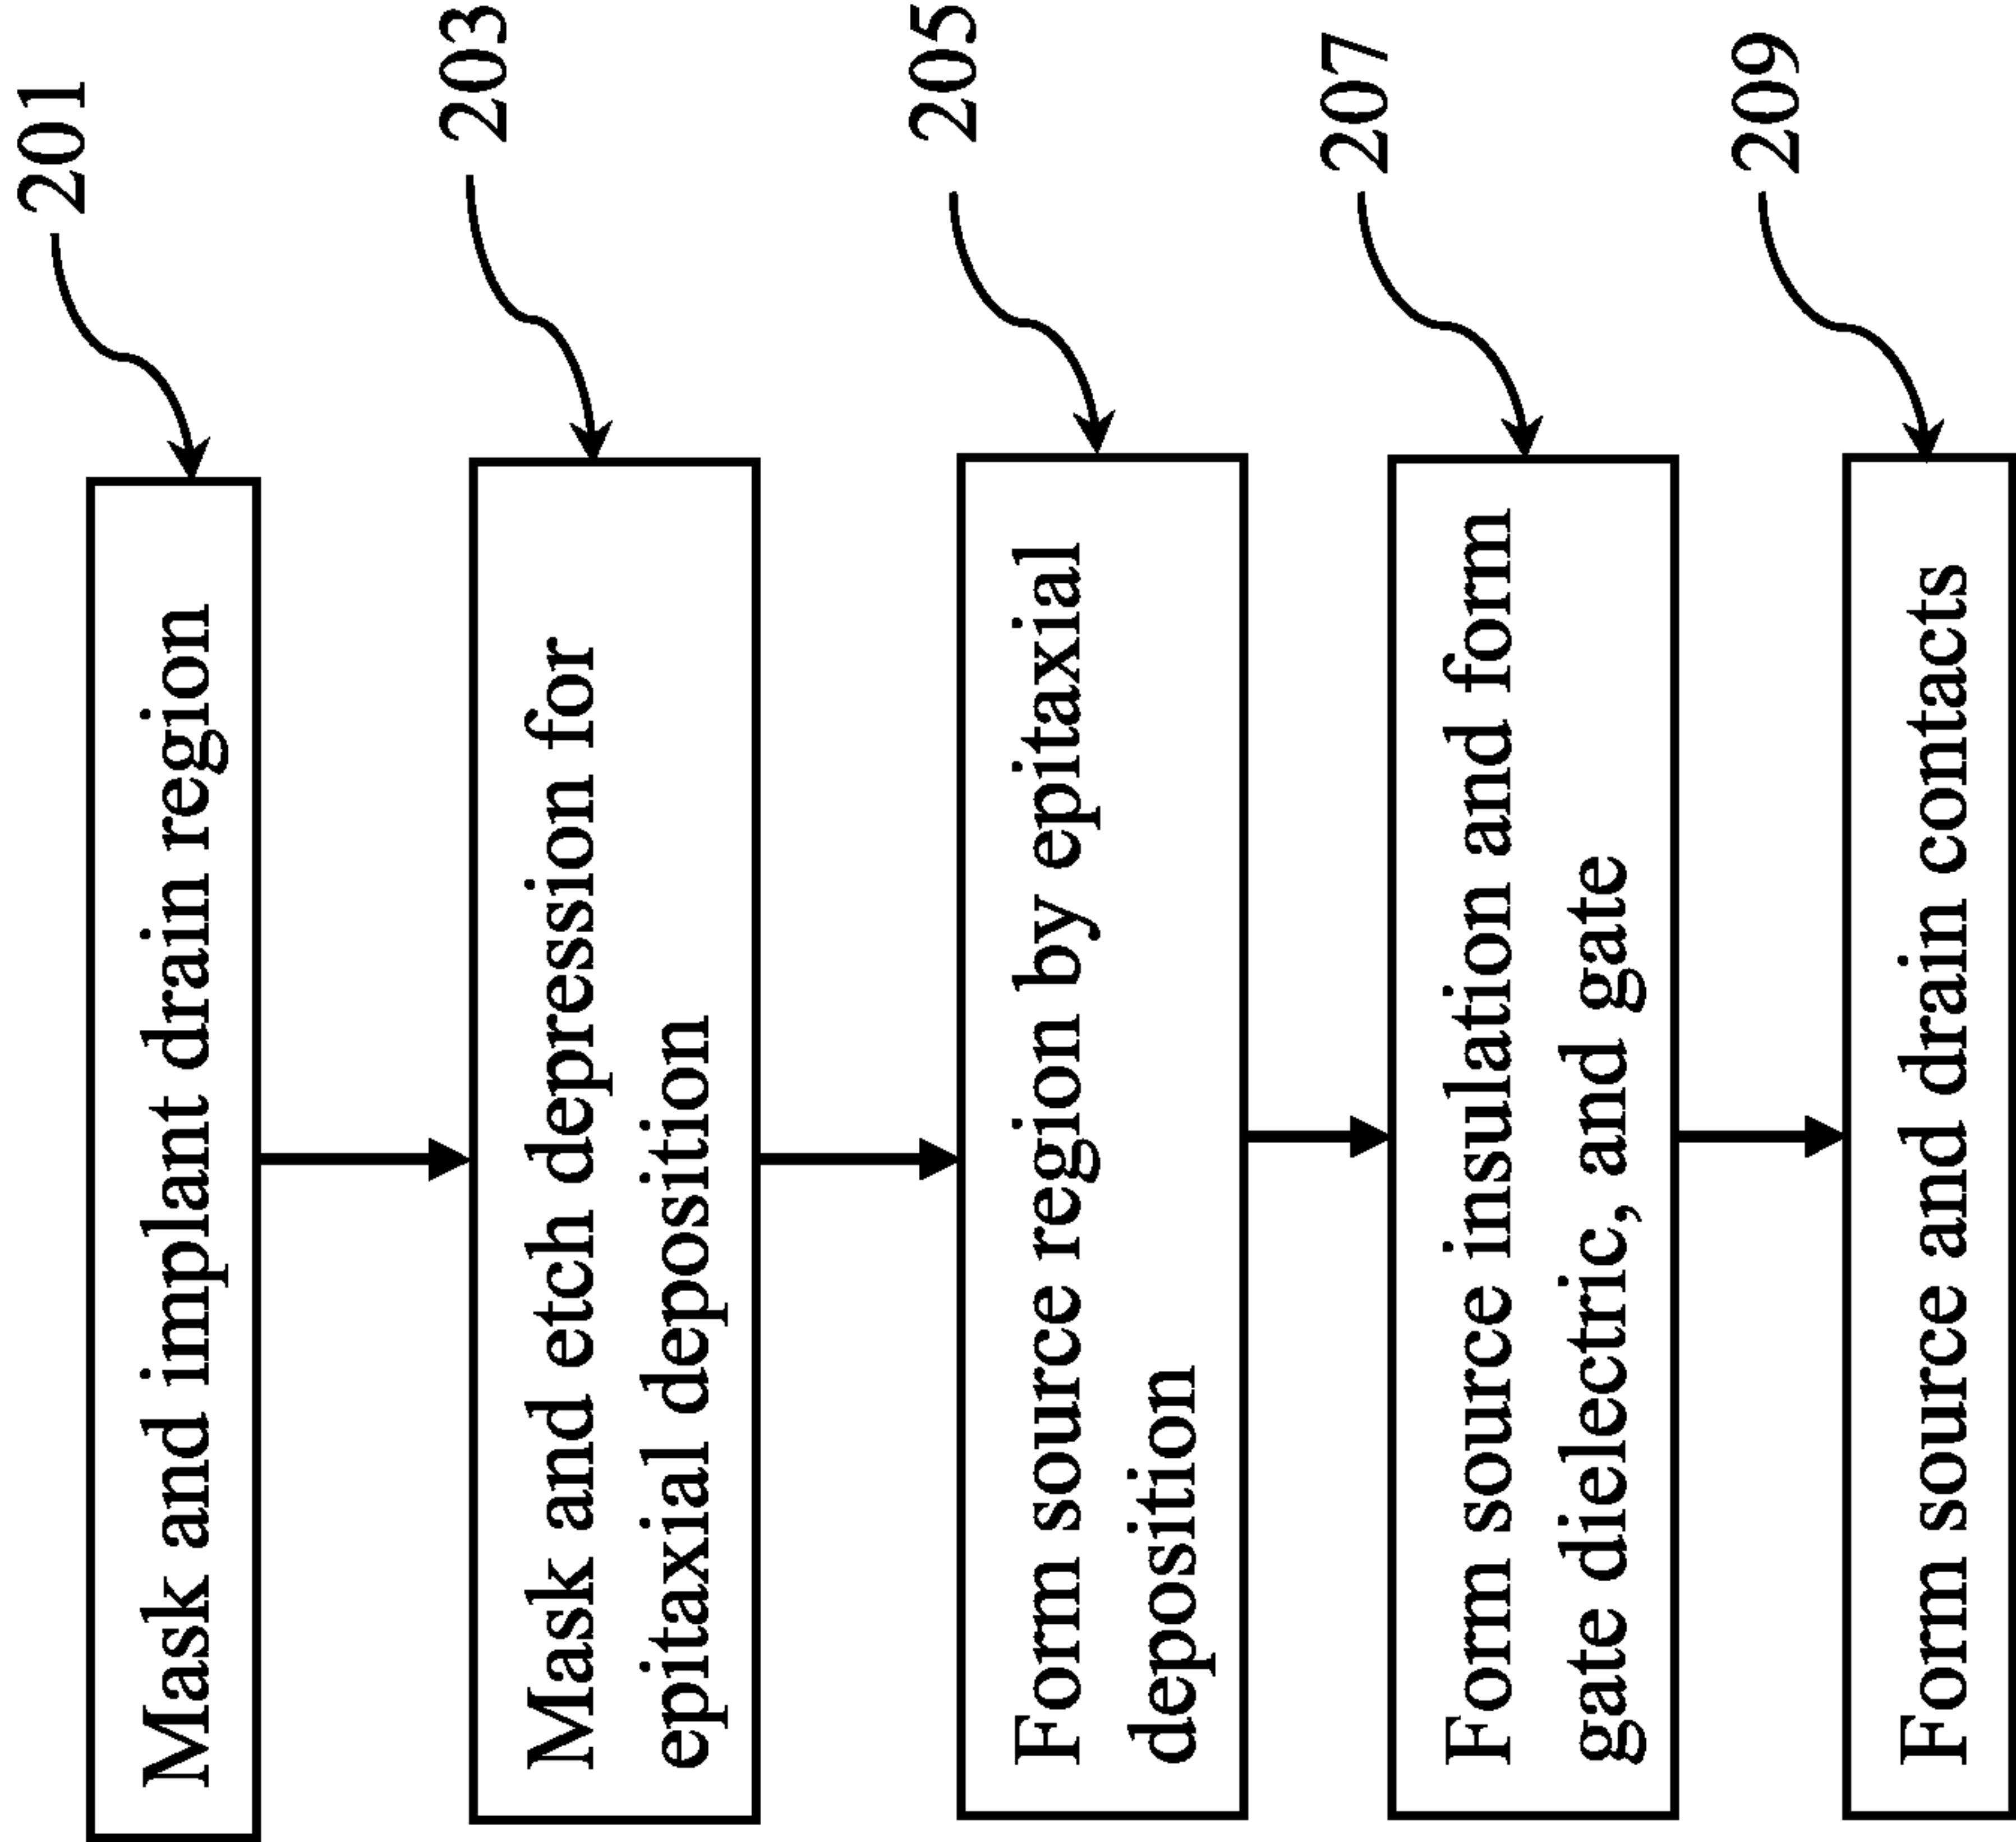 Mask and implant drain region
201
Mask and etch depression for
epitaxial deposition
203
Form source region by epitaxial
deposition
205
Form source insulation and form
gate dielectric, and gate
207
Form source and drain contacts
209